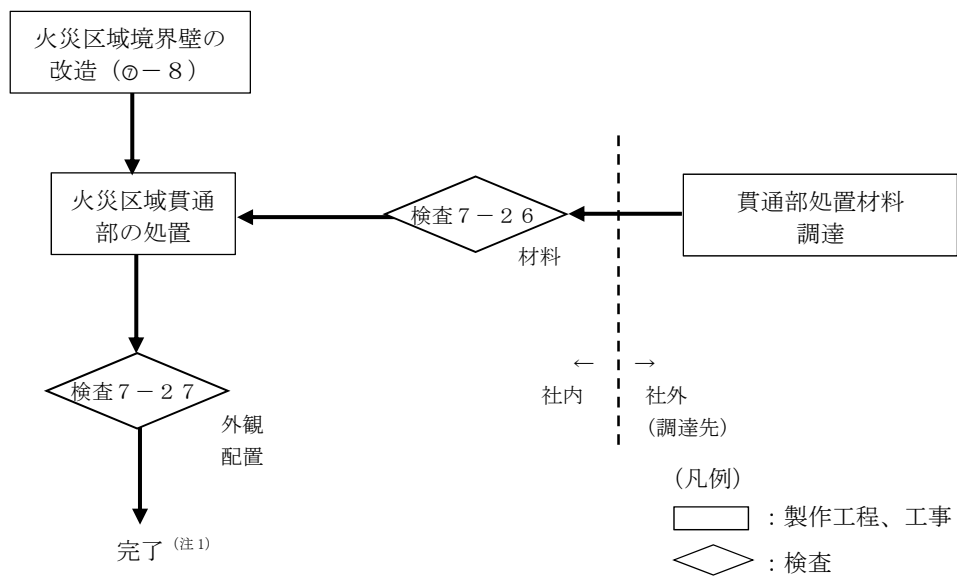 火災区域境界壁の
改造（⑦－８）
火災区域貫通
部の処置
検査７－２６
材料
貫通部処置材料
調達
検査７－２７
外観
配置
←
→
社内
社外
（調達先）
完了（注1）
（凡例）
：製作工程、工事
：検査